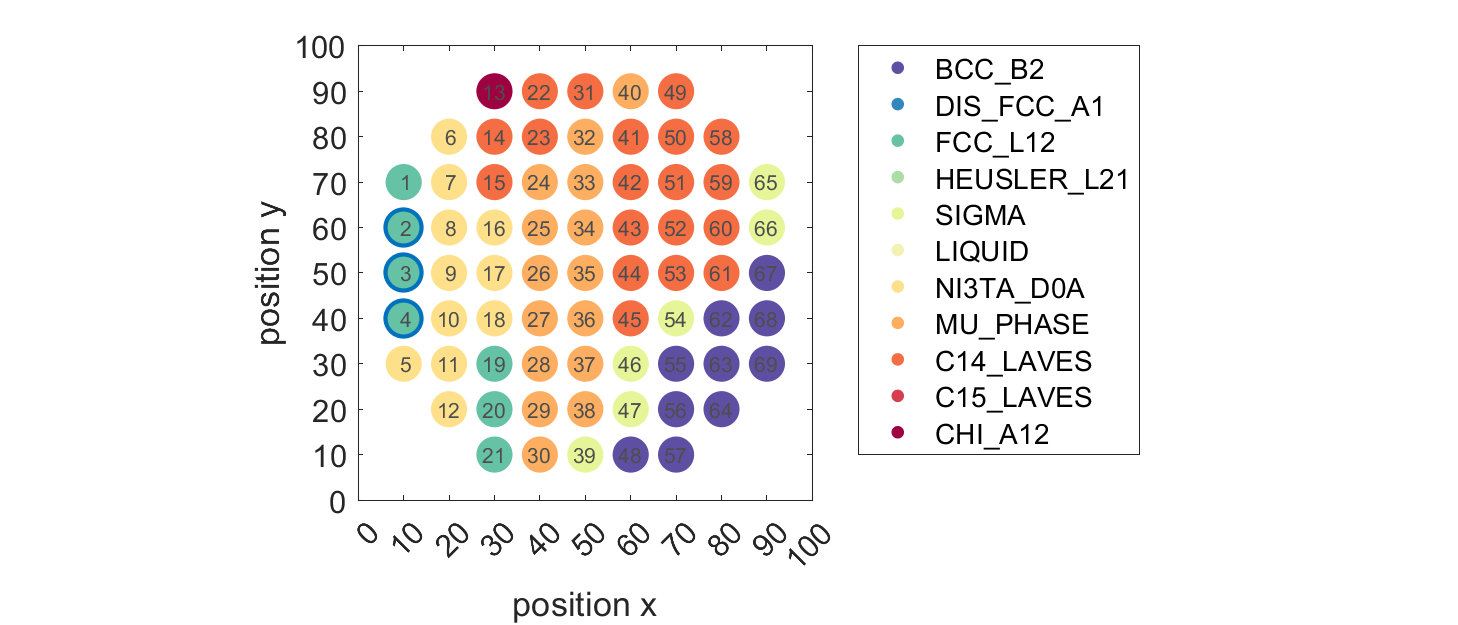 100
90 13 22 31 40 49
80 6 14 23 32 41 50 58
70 1 7 15 24 33 42 51 59 65
60 2 8 16 25 34 43 52 60 66
50 3 9 17 26 35 44 53 61 67
40 4 10 18 27 36 45 54 62 68
30 5 11 19 28 37 46 55 63 69
20 12 20 29 38 47 56 64
10 21 30 39 48 57
0
position y
0 10 20 30 40 50 60 70 80 90 100
position x
BCC_B2
DIS_FCC_A1
FCC_L12
HEUSLER_L21
SIGMA
LIQUID
NI3TA_D0A
MU_PHASE
C14_LAVES
C15_LAVES
CHI_A12